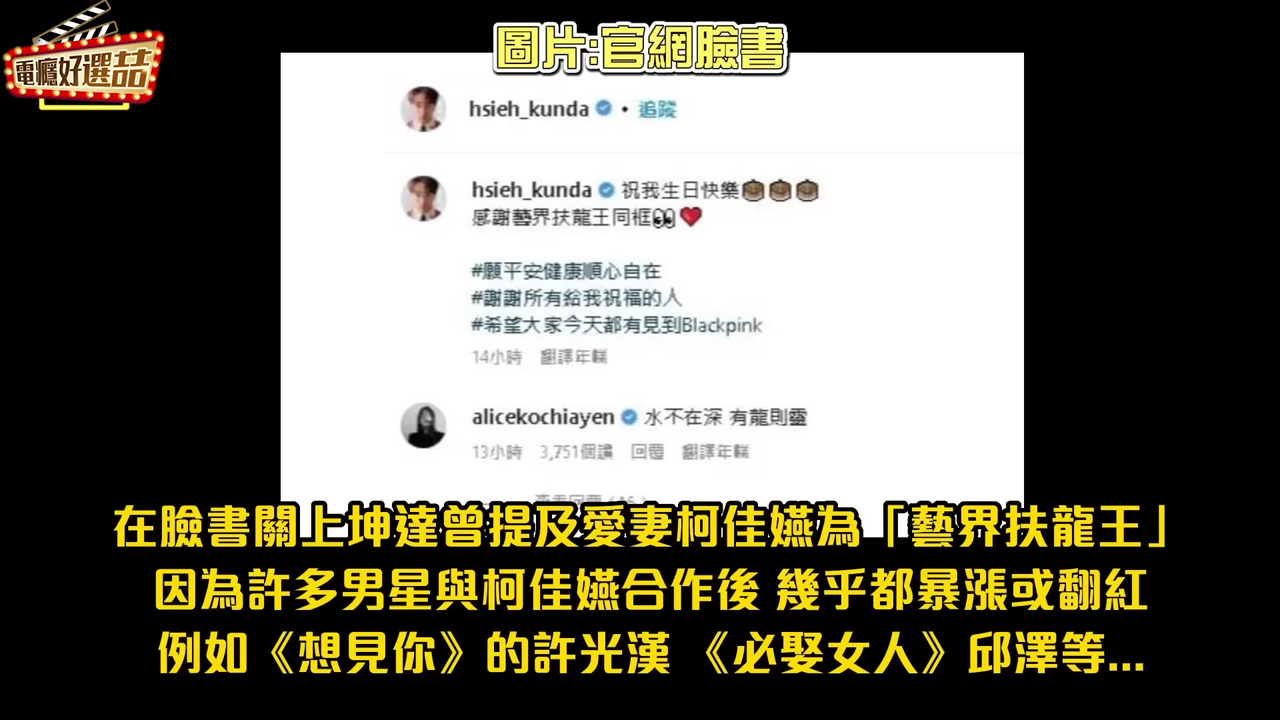 電癮好選喆
圖片:官網臉書
hsieh_kunda • 追蹤
hsieh_kunda 祝我生日快樂
感謝藝界扶龍王同框
#願平安健康順心自在
#謝謝所有給我祝福的人
#希望大家今天都有見到Blackpink
14小時 翻譯年糕
alicekochiayen 水不在深 有龍則靈
13小時 3,751個讚 回覆 翻譯年糕
在臉書關上坤達曾提及愛妻柯佳嬿為「藝界扶龍王」
因為許多男星與柯佳嬿合作後 幾乎都暴漲或翻紅
例如《想見你》的許光漢 《必娶女人》邱澤等...